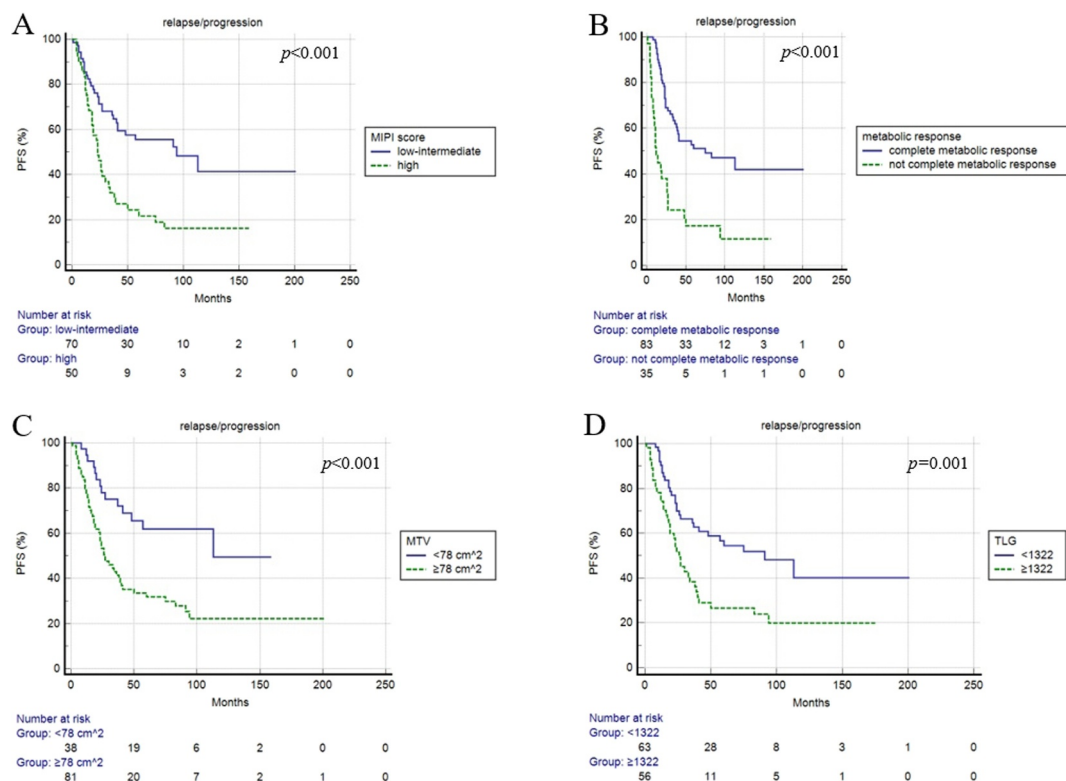 A
relapse/progression
p<0.001
100
80
60
40
20
0
PFS (%)
0 50 100 150 200 250
Months
MIPI score
low-intermediate
high
Number at risk
Group: low-intermediate
70 30 10 2 1 0
Group: high
50 9 3 2 0 0
B
relapse/progression
p<0.001
100
80
60
40
20
0
PFS (%)
0 50 100 150 200 250
Months
metabolic response
complete metabolic response
not complete metabolic response
Number at risk
Group: complete metabolic response
83 33 12 3 1 0
Group: not complete metabolic response
35 5 1 1 0 0
C
relapse/progression
p<0.001
100
80
60
40
20
0
PFS (%)
0 50 100 150 200 250
Months
MTV
<78 cm^2
≥78 cm^2
Number at risk
Group: <78 cm^2
38 19 6 2 0 0
Group: ≥78 cm^2
81 20 7 2 1 0
D
relapse/progression
p=0.001
100
80
60
40
20
0
PFS (%)
0 50 100 150 200 250
Months
TLG
<1322
≥1322
Number at risk
Group: <1322
63 28 8 3 1 0
Group: ≥1322
56 11 5 1 0 0